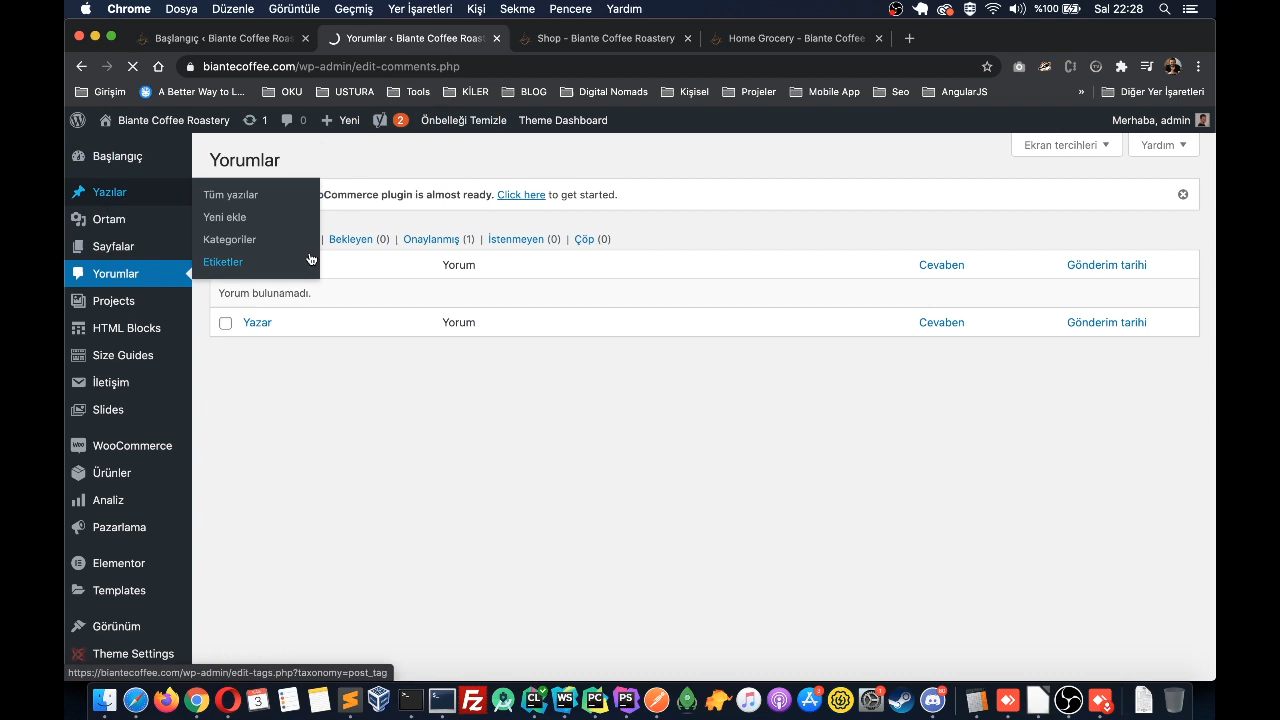 Chrome Dosya Düzenle Görüntüle Geçmiş Yer İşaretleri Kişi Sekme Pencere Yardım %100 Sal 22:28
Başlangıç ‹ Biante Coffee Roas Yorumlar ‹ Biante Coffee Roast Shop - Biante Coffee Roastery Home Grocery - Biante Coffee
biantecoffee.com/wp-admin/edit-comments.php
Girişim A Better Way to L... OKU USTURA Tools KİLER BLOG Digital Nomads Kişisel Projeler Mobile App Seo AngularJS » Diğer Yer İşaretleri
Biante Coffee Roastery 1 0 Yeni 2 Önbelleği Temizle Theme Dashboard Merhaba, admin
Başlangıç
Yazılar
Ortam
Sayfalar
Yorumlar
Projects
HTML Blocks
Size Guides
İletişim
Slides
WooCommerce
Ürünler
Analiz
Pazarlama
Elementor
Templates
Görünüm
Theme Settings
Tüm yazılar
Yeni ekle
Kategoriler
Etiketler
Yorumlar
Ekran tercihleri ▼ Yardım ▼
oCommerce plugin is almost ready. Click here to get started.
| Bekleyen (0) | Onaylanmış (1) | İstenmeyen (0) | Çöp (0)
Yorum Cevaben Gönderim tarihi
Yorum bulunamadı.
Yazar Yorum Cevaben Gönderim tarihi
https://biantecoffee.com/wp-admin/edit-tags.php?taxonomy=post_tag